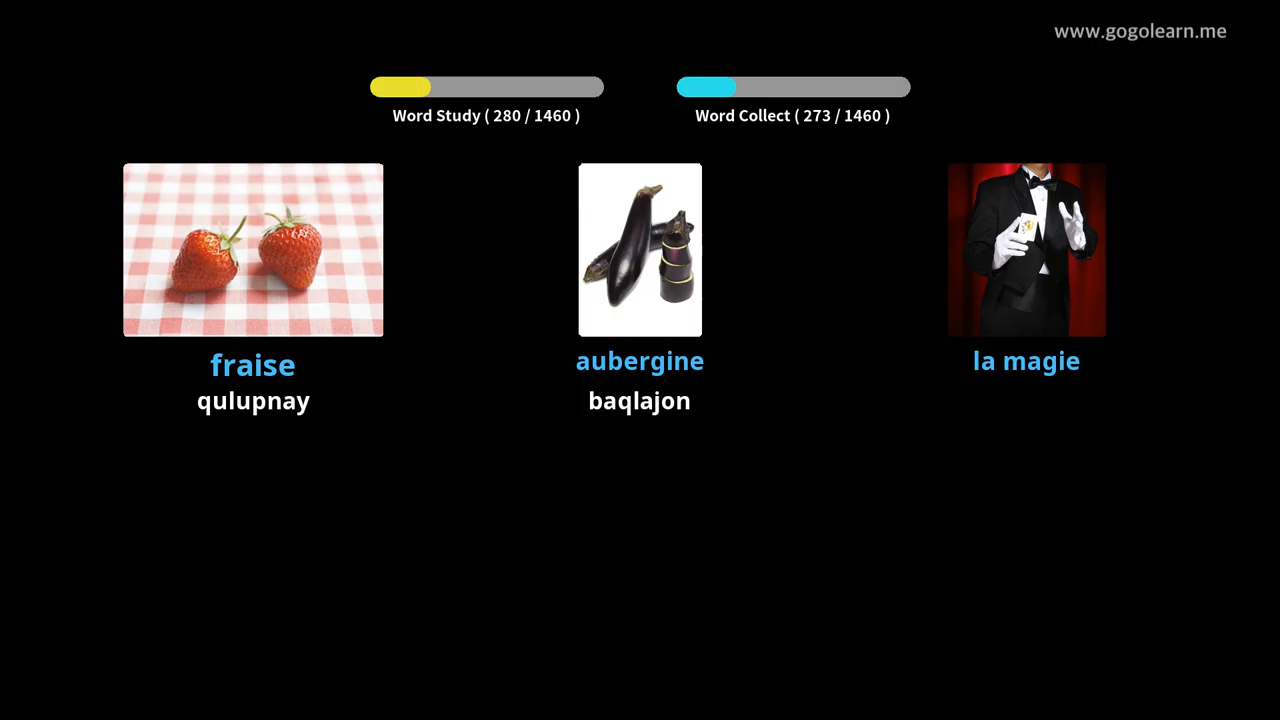 www.gogolearn.me
Word Study ( 280 / 1460 )
Word Collect ( 273 / 1460 )
fraise
qulupnay
aubergine
baqlajon
la magie